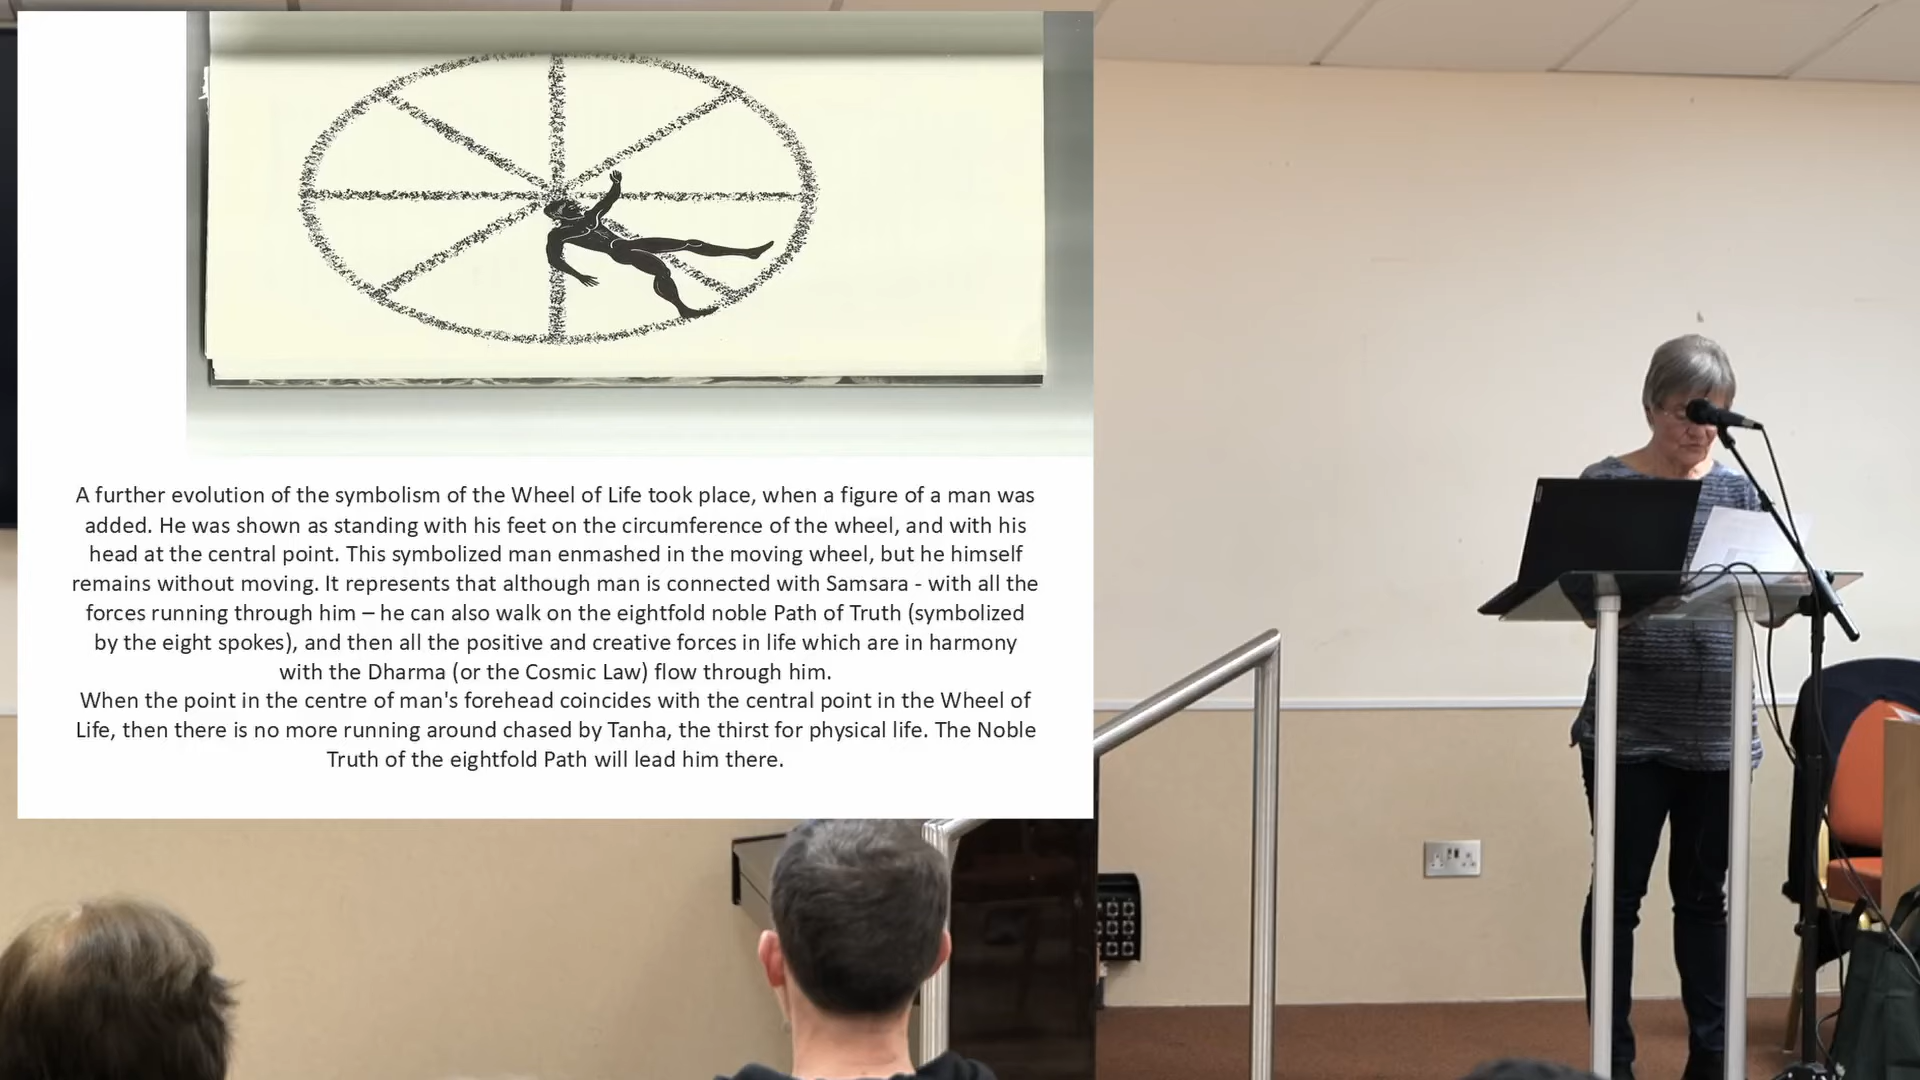 A further evolution of the symbolism of the Wheel of Life took place, when a figure of a man was
added. He was shown as standing with his feet on the circumference of the wheel, and with his
head at the central point. This symbolized man enmashed in the moving wheel, but he himself
remains without moving. It represents that although man is connected with Samsara - with all the
forces running through him – he can also walk on the eightfold noble Path of Truth (symbolized
by the eight spokes), and then all the positive and creative forces in life which are in harmony
with the Dharma (or the Cosmic Law) flow through him.
When the point in the centre of man's forehead coincides with the central point in the Wheel of
Life, then there is no more running around chased by Tanha, the thirst for physical life. The Noble
Truth of the eightfold Path will lead him there.